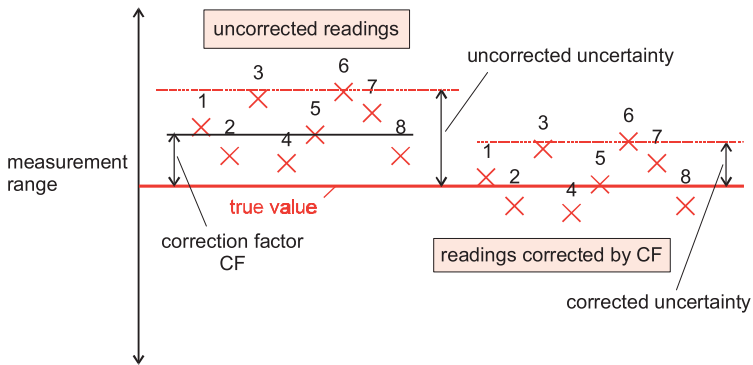 uncorrected readings
uncorrected uncertainty
6
3
7
1
5
2
4
8
measurement
range
true value
correction factor
CF
6
3
7
1
5
2
4
8
readings corrected by CF
corrected uncertainty